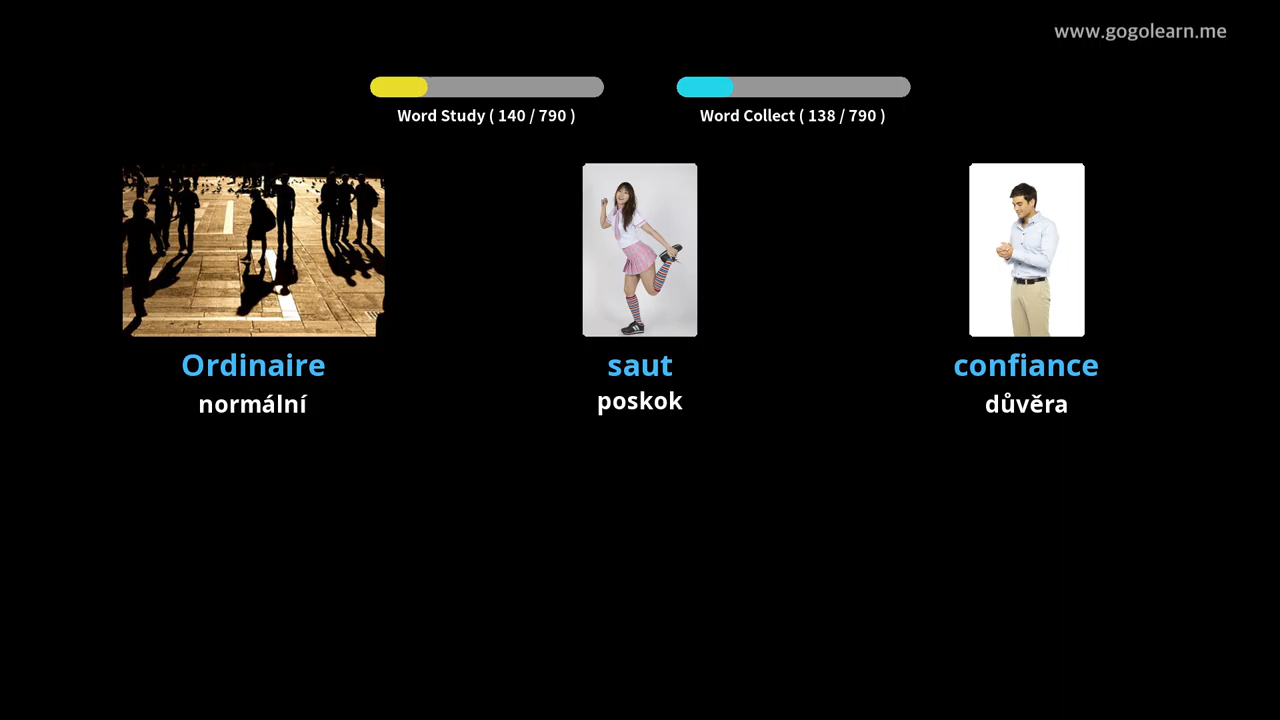 www.gogolearn.me
Word Study ( 140 / 790 )
Word Collect ( 138 / 790 )
Ordinaire
normální
saut
poskok
confiance
důvěra